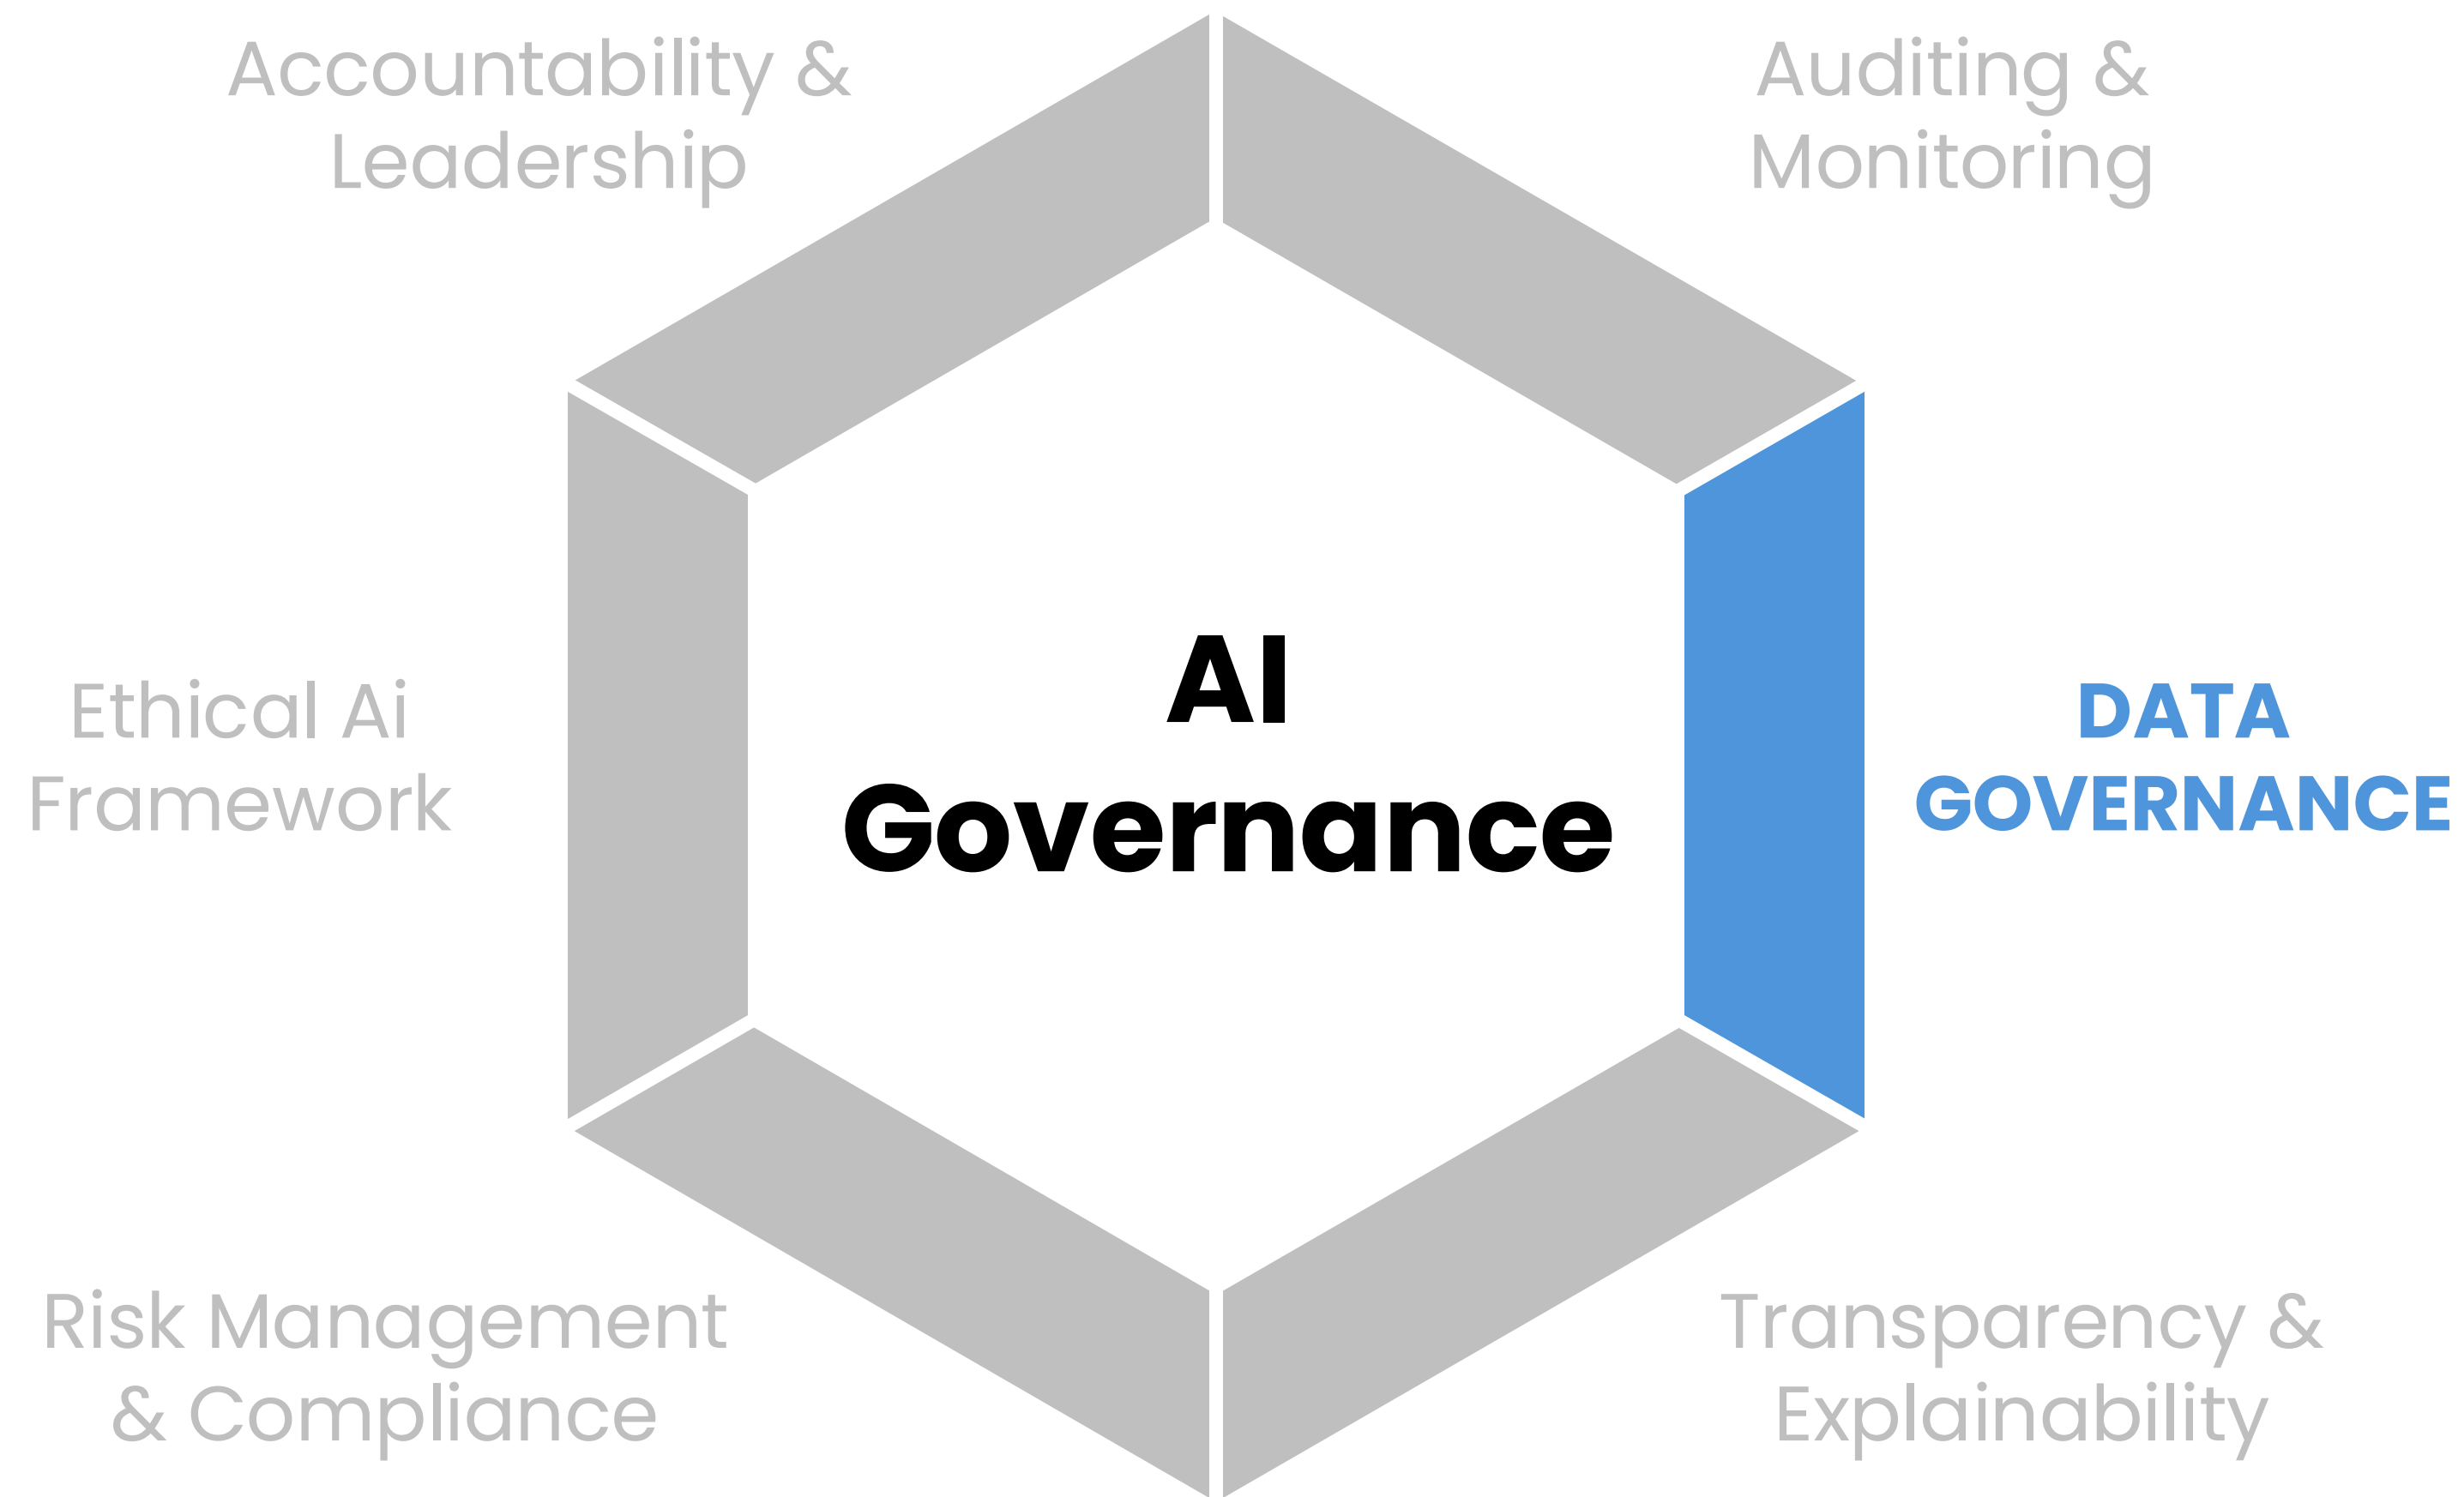 Accountability &
Leadership
Auditing &
Monitoring
Ethical Ai
Framework
AI
Governance
DATA
GOVERNANCE
Risk Management
& Compliance
Transparency &
Explainability